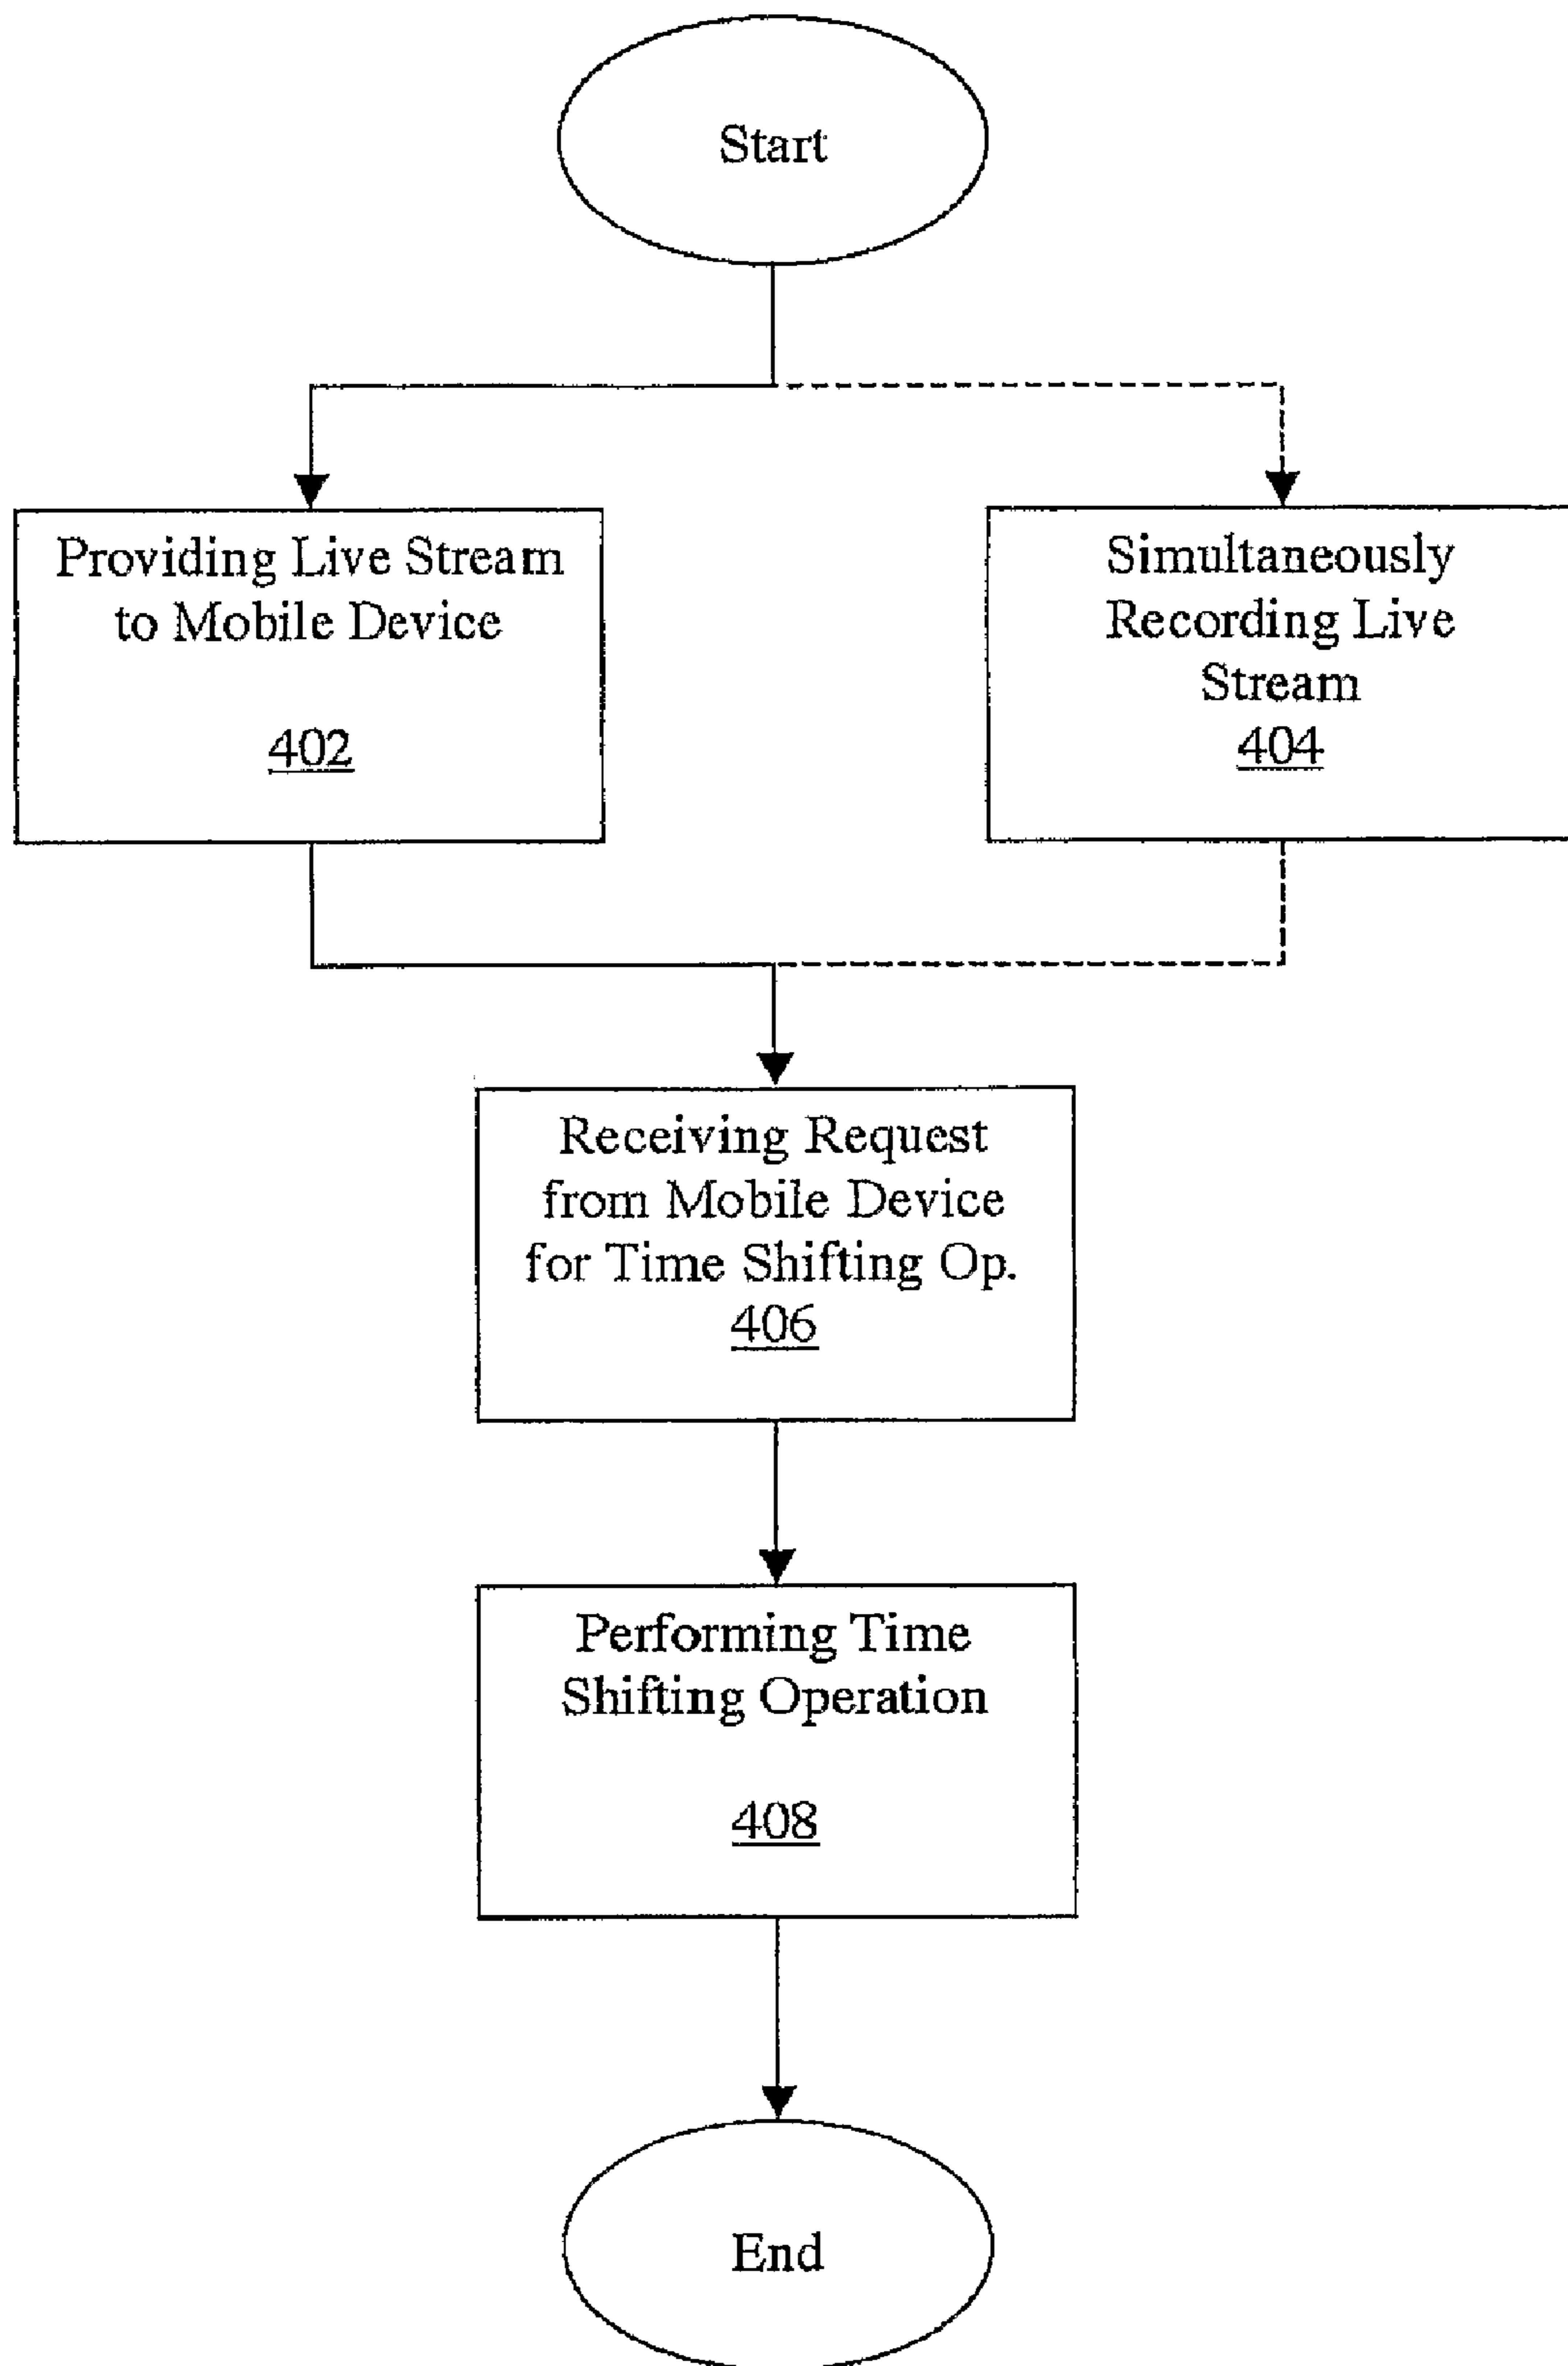 Start
Providing Live Stream
to Mobile Device
402
Simultaneously
Recording Live
Stream
404
Receiving Request
from Mobile Device
for Time Shifting Op.
406
Performing Time
Shifting Operation
408
End